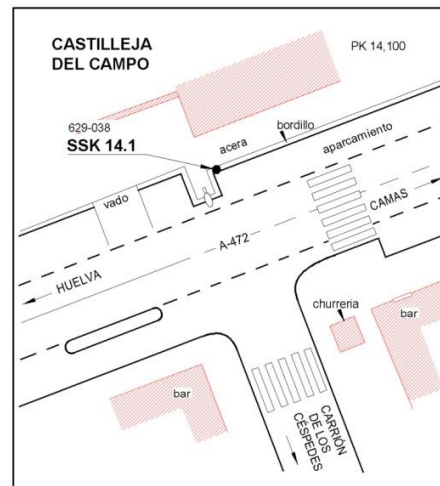 CASTILLEJA
DEL CAMPO
PK 14,100
629-038
SSK 14.1
acera
bordillo
aparcamiento
vado
CAMAS
A-472
HUELVA
churreria
bar
bar
CARRIÓN
DE LOS
CÉSPEDES